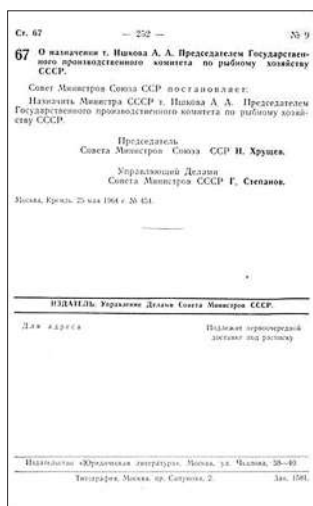 Ст. 67 — 252 — № 9
67 О назначении т. Ишкова А. А. Председателем Государствен-
ного производственного комитета по рыбному хозяйству
СССР.
Совет Министров Союза ССР постановляет:
Назначить Министра СССР т. Ишкова А. А. Председателем
Государственного производственного комитета по рыбному хозяй-
ству СССР.
Председатель
Совета Министров Союза ССР Н. Хрущев.
Управляющий Делами
Совета Министров СССР Г. Степанов.
Москва, Кремль. 25 мая 1964 г. № 454.
ИЗДАТЕЛЬ: Управление Делами Совета Министров СССР.
Для адреса
Подлежит первоочередной
доставке под расписку
Издательство «Юридическая литература». Москва, ул. Чкалова, 38—40
Типография. Москва, пр. Сапунова, 2. Зак. 1581.